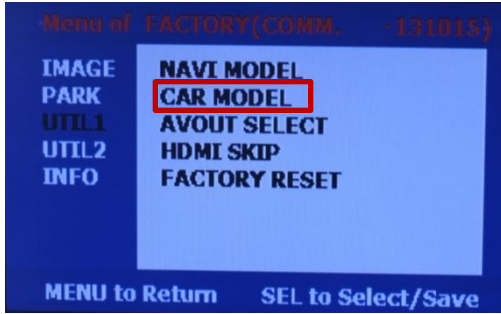 Menu of FACTORY(COMM. -131015)
IMAGE NAVI MODEL
PARK CAR MODEL
UTIL1 AVOUT SELECT
UTIL2 HDMI SKIP
INFO FACTORY RESET
MENU to Return SEL to Select/Save